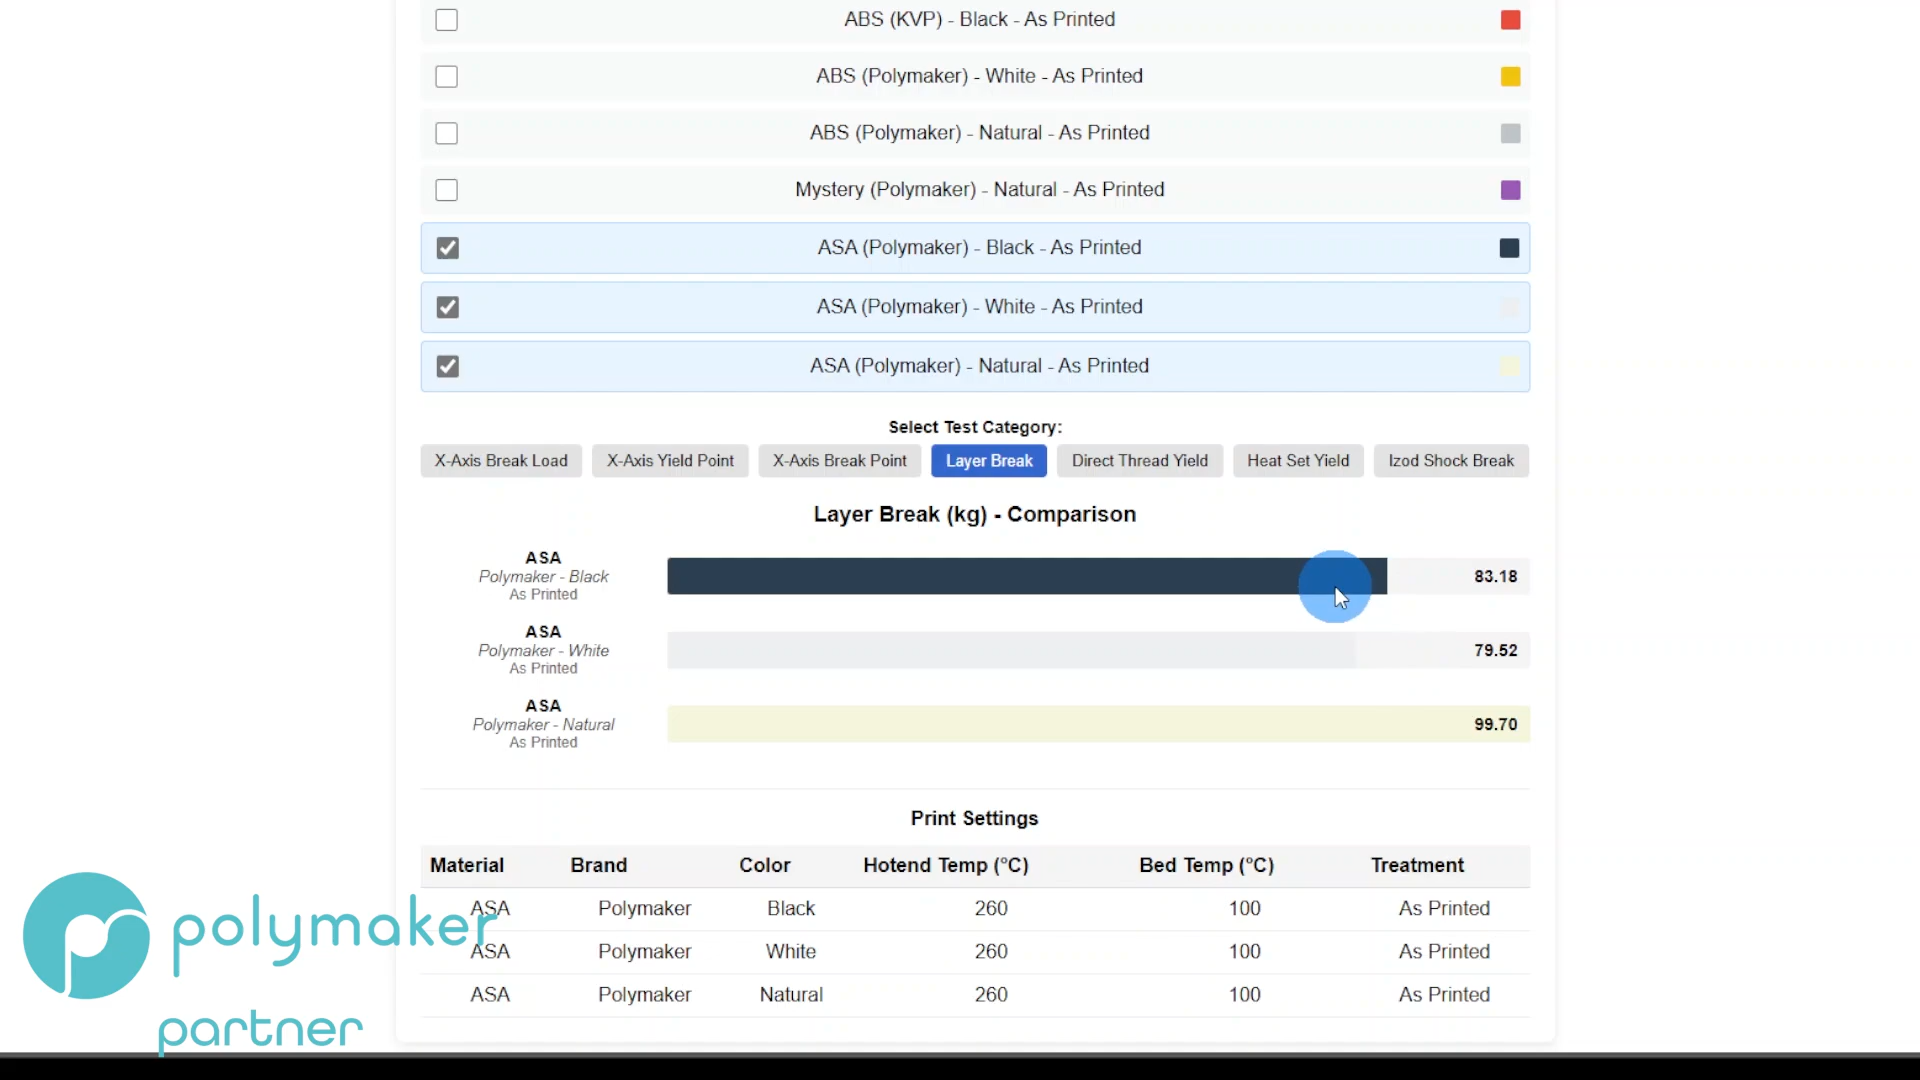 ABS (KVP) - Black - As Printed
ABS (Polymaker) - White - As Printed
ABS (Polymaker) - Natural - As Printed
Mystery (Polymaker) - Natural - As Printed
ASA (Polymaker) - Black - As Printed
ASA (Polymaker) - White - As Printed
ASA (Polymaker) - Natural - As Printed
Select Test Category:
X-Axis Break Load X-Axis Yield Point X-Axis Break Point Layer Break Direct Thread Yield Heat Set Yield Izod Shock Break
Layer Break (kg) - Comparison
ASA
Polymaker - Black
As Printed
83.18
ASA
Polymaker - White
As Printed
79.52
ASA
Polymaker - Natural
As Printed
99.70
Print Settings
Material Brand Color Hotend Temp (°C) Bed Temp (°C) Treatment
ASA Polymaker Black 260 100 As Printed
ASA Polymaker White 260 100 As Printed
ASA Polymaker Natural 260 100 As Printed
polymaker
partner